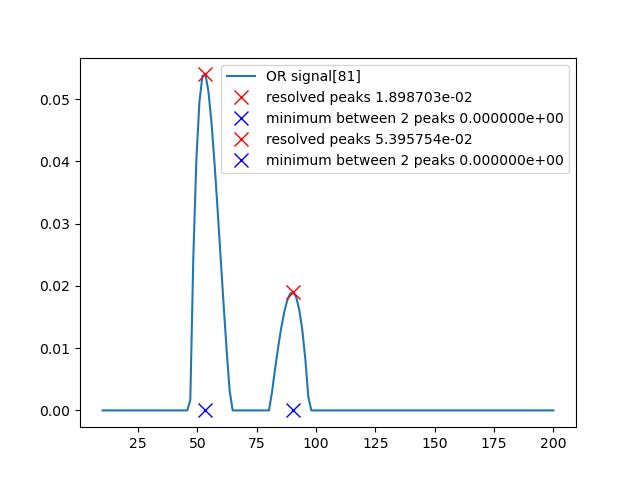 OR signal[81]
resolved peaks 1.898703e-02
minimum between 2 peaks 0.000000e+00
resolved peaks 5.395754e-02
minimum between 2 peaks 0.000000e+00
0.05
0.04
0.03
0.02
0.01
0.00
25 50 75 100 125 150 175 200